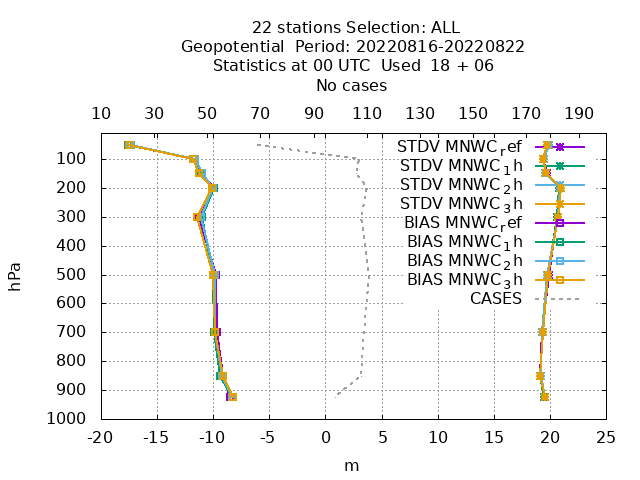 22 stations Selection: ALL
Geopotential  Period: 20220816-20220822
Statistics at 00 UTC  Used  18 + 06
No cases
10 30 50 70 90 110 130 150 170 190
STDV MNWC_ref
STDV MNWC_1h
STDV MNWC_2h
STDV MNWC_3h
BIAS MNWC_ref
BIAS MNWC_1h
BIAS MNWC_2h
BIAS MNWC_3h
CASES
100
200
300
400
500
600
700
800
900
1000
hPa
-20 -15 -10 -5 0 5 10 15 20 25
m